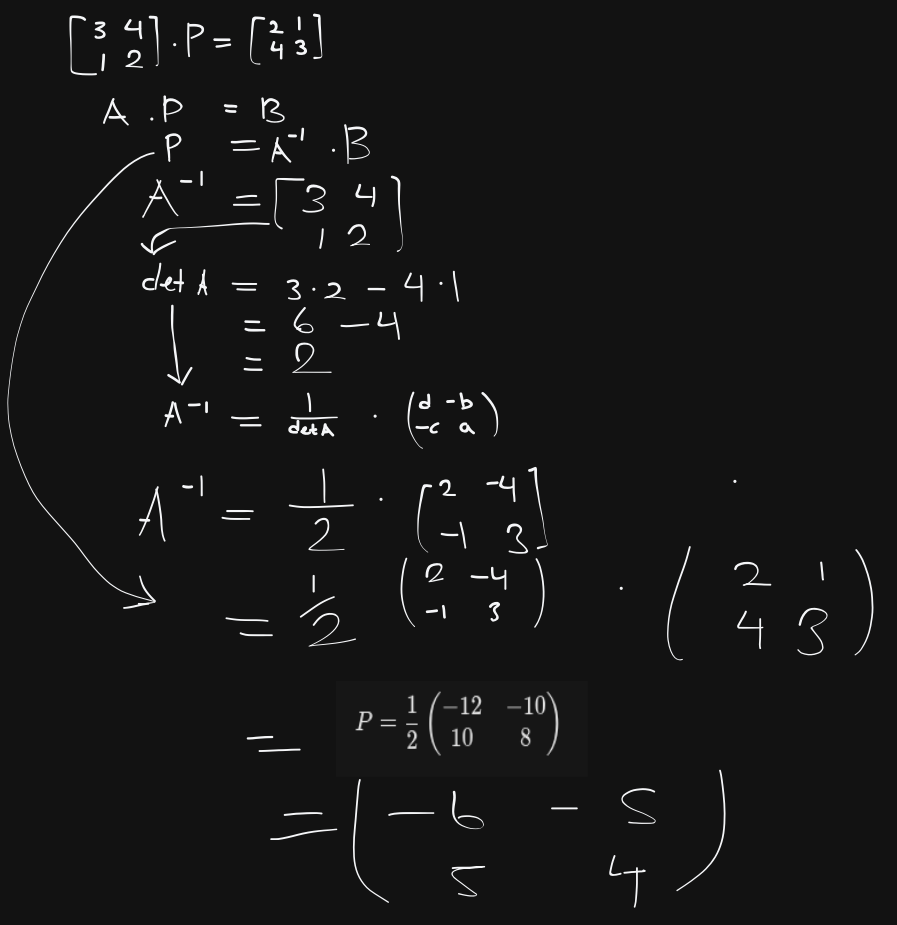 [3 4 1 2] . P = [2 1 4 3]
A . P = B
P = A⁻¹ . B
A⁻¹ = [3 4 1 2]
det A = 3 · 2 − 4 · 1
= 6 − 4
= 2
A⁻¹ = 1/det A · (d -b -c a)
A⁻¹ = 1/2 · [2 -4 -1 3]
= 1/2 (2 -4 -1 3) · (2 1 4 3)
= P = 1/2 (−12 −10 10 8)
= (−6 −5 5 4)